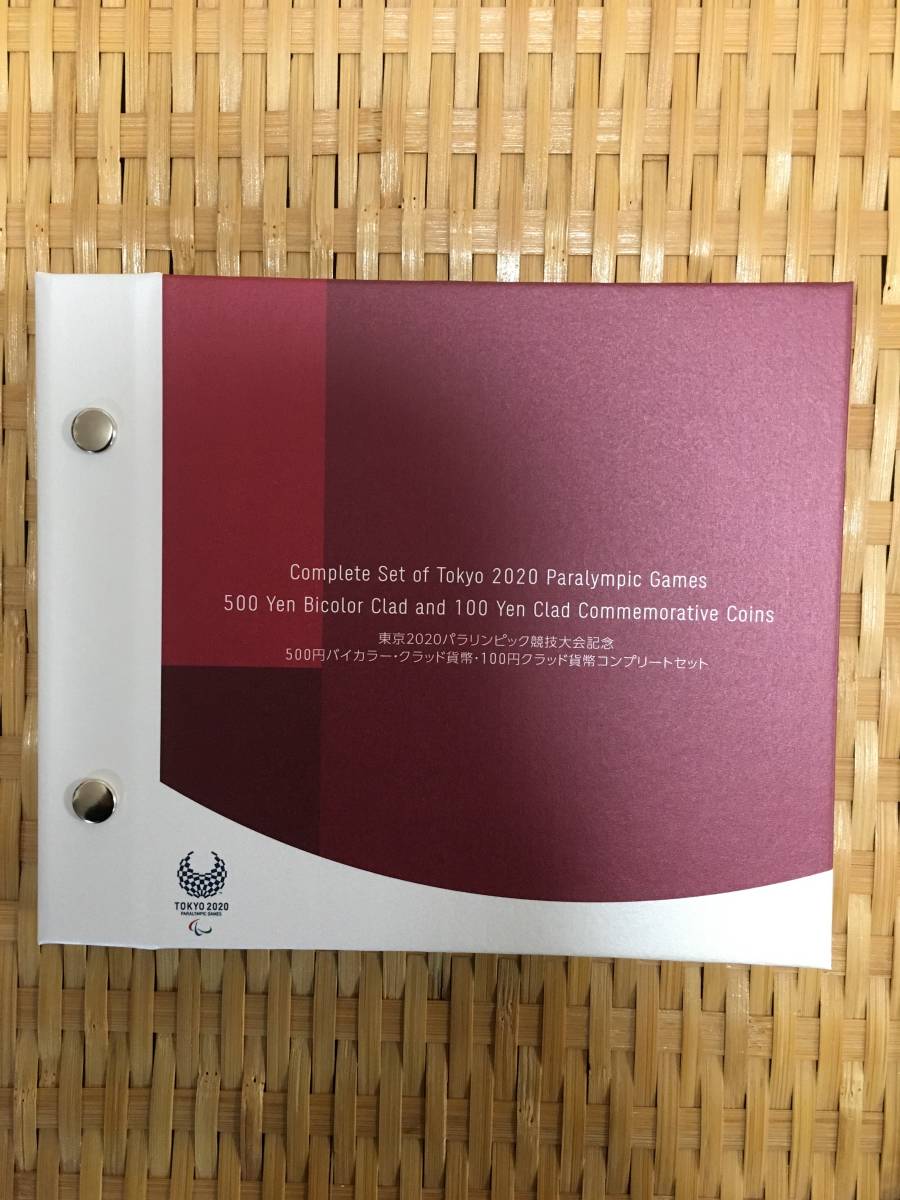 Complete Set of Tokyo 2020 Paralympic Games
500 Yen Bicolor Clad and 100 Yen Clad Commemorative Coins
東京2020パラリンピック競技大会記念
500円バイカラー・クラッド貨幣・100円クラッド貨幣コンプリートセット
TOKYO 2020
PARALYMPIC GAMES